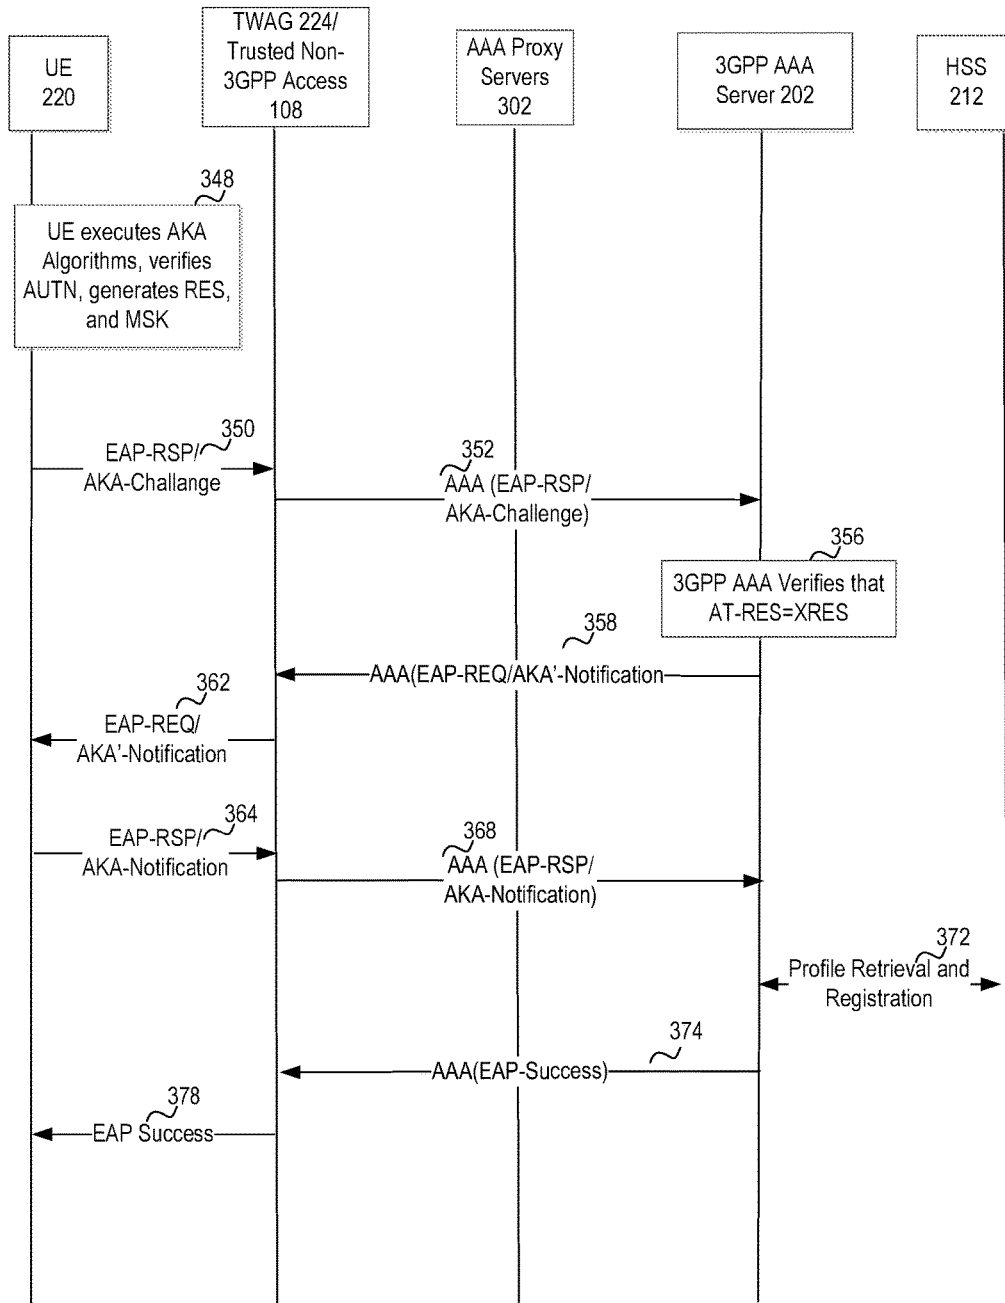 UE
220
TWAG 224/
Trusted Non-
3GPP Access
108
AAA Proxy
Servers
302
3GPP AAA
Server 202
HSS
212
348
UE executes AKA
Algorithms, verifies
AUTN, generates RES,
and MSK
350
EAP-RSP/
AKA-Challange
352
AAA (EAP-RSP/
AKA-Challenge)
356
3GPP AAA Verifies that
AT-RES=XRES
358
AAA(EAP-REQ/AKA'-Notification
362
EAP-REQ/
AKA'-Notification
364
EAP-RSP/
AKA-Notification
368
AAA (EAP-RSP/
AKA-Notification)
372
Profile Retrieval and
Registration
374
AAA(EAP-Success)
378
EAP Success